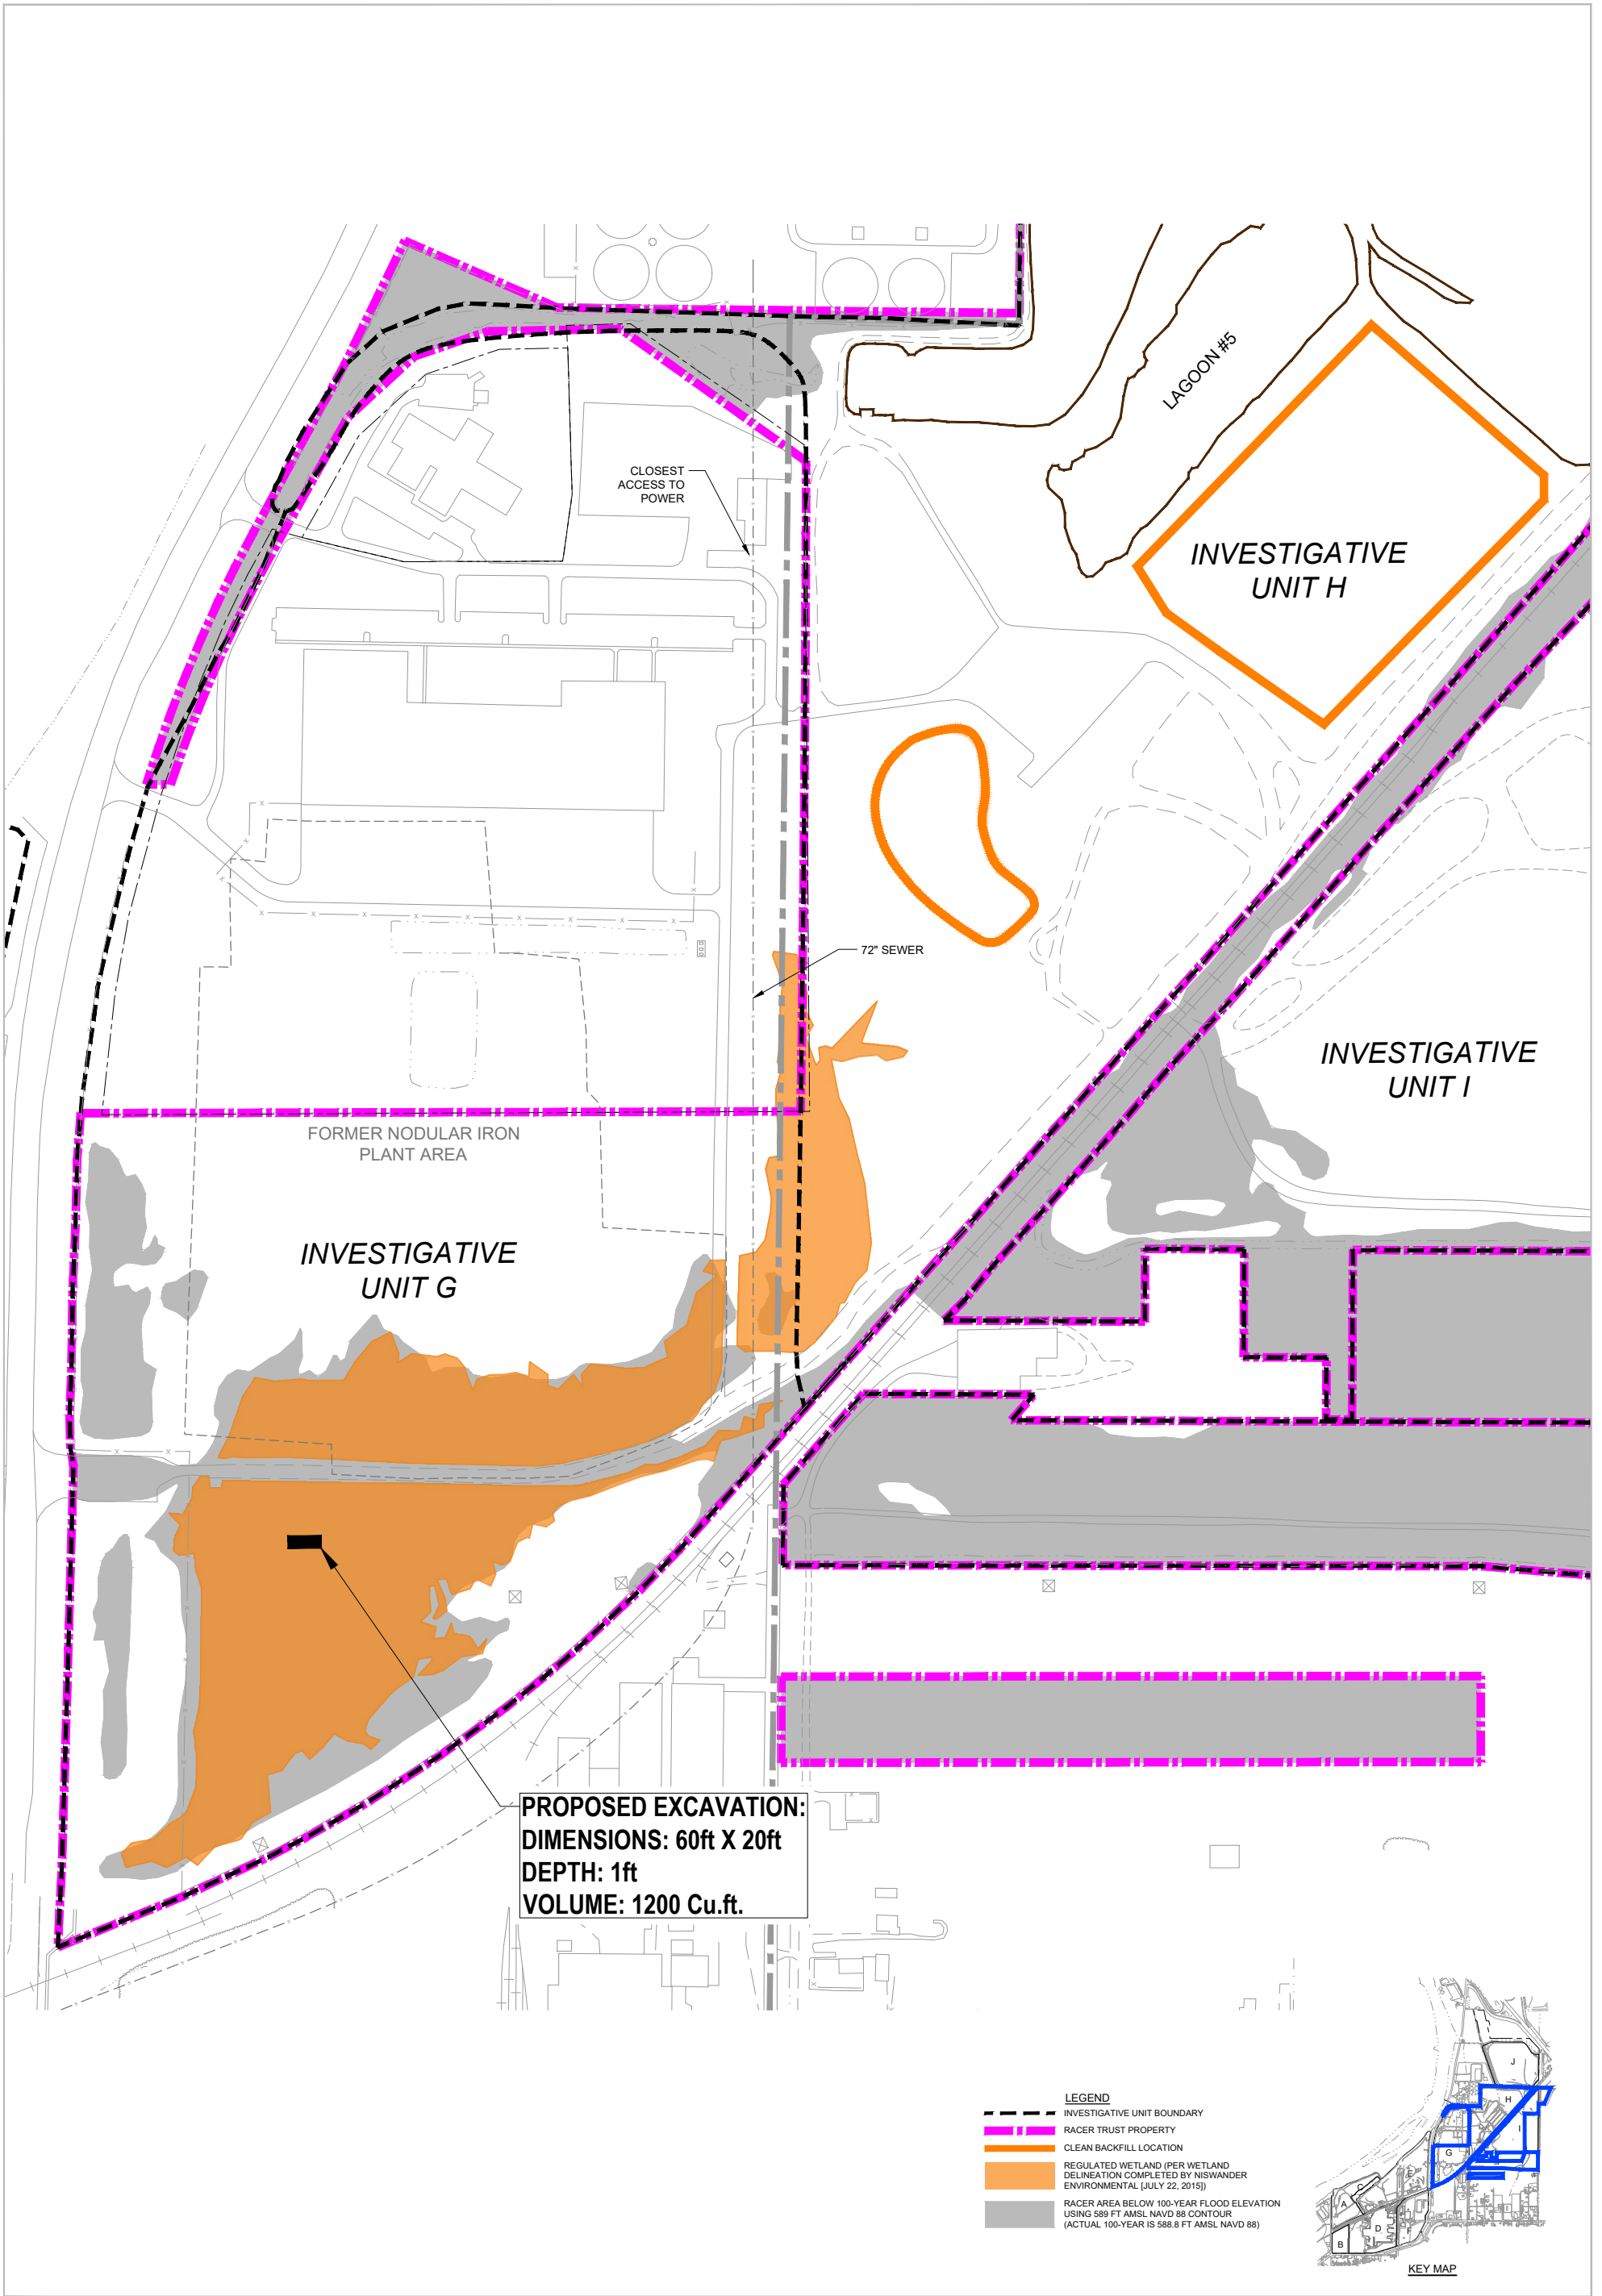 CLOSEST
ACCESS TO
POWER
LAGOON #5
INVESTIGATIVE
UNIT H
72" SEWER
INVESTIGATIVE
UNIT I
FORMER NODULAR IRON
PLANT AREA
INVESTIGATIVE
UNIT G
PROPOSED EXCAVATION:
DIMENSIONS: 60ft X 20ft
DEPTH: 1ft
VOLUME: 1200 Cu.ft.
LEGEND
INVESTIGATIVE UNIT BOUNDARY
RACER TRUST PROPERTY
CLEAN BACKFILL LOCATION
REGULATED WETLAND (PER WETLAND
DELINEATION COMPLETED BY NISWANDER
ENVIRONMENTAL [JULY 22, 2015])
RACER AREA BELOW 100-YEAR FLOOD ELEVATION
USING 589 FT AMSL NAVD 88 CONTOUR
(ACTUAL 100-YEAR IS 588.8 FT AMSL NAVD 88)
J
H
I
G
E
C
A
D
F
B
KEY MAP